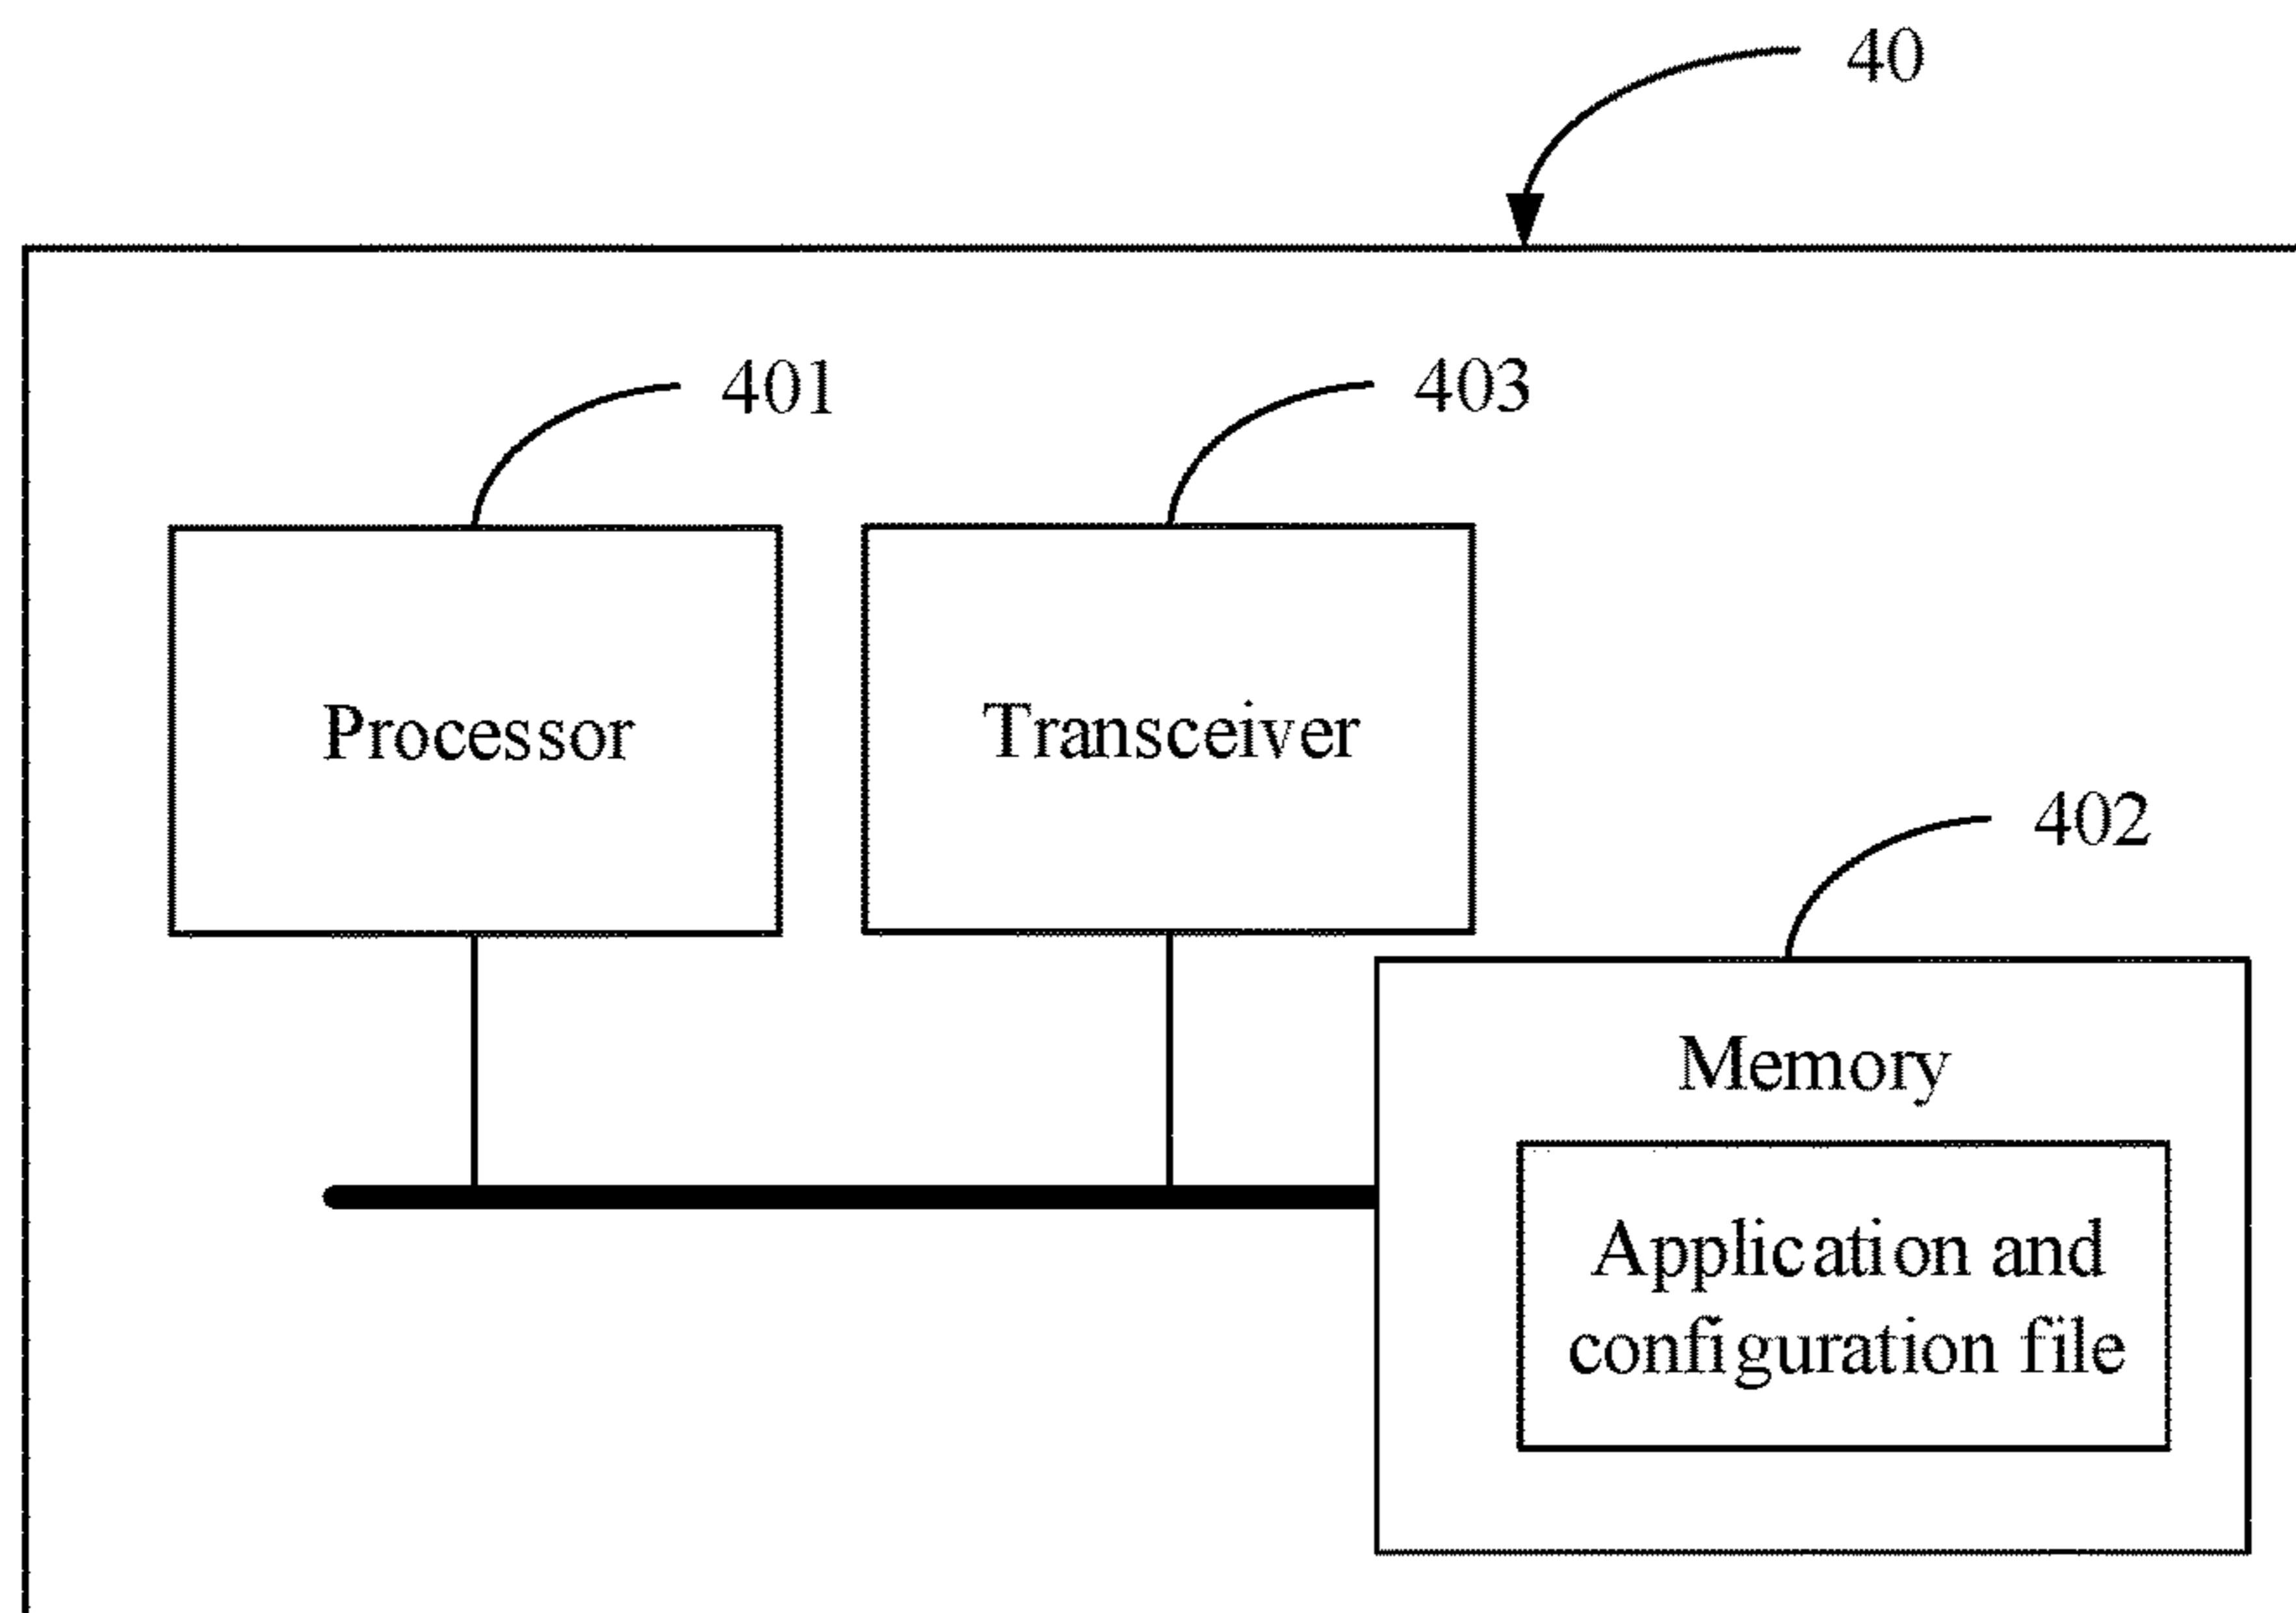 40
401
403
Processor
Transceiver
402
Memory
Application and
configuration file